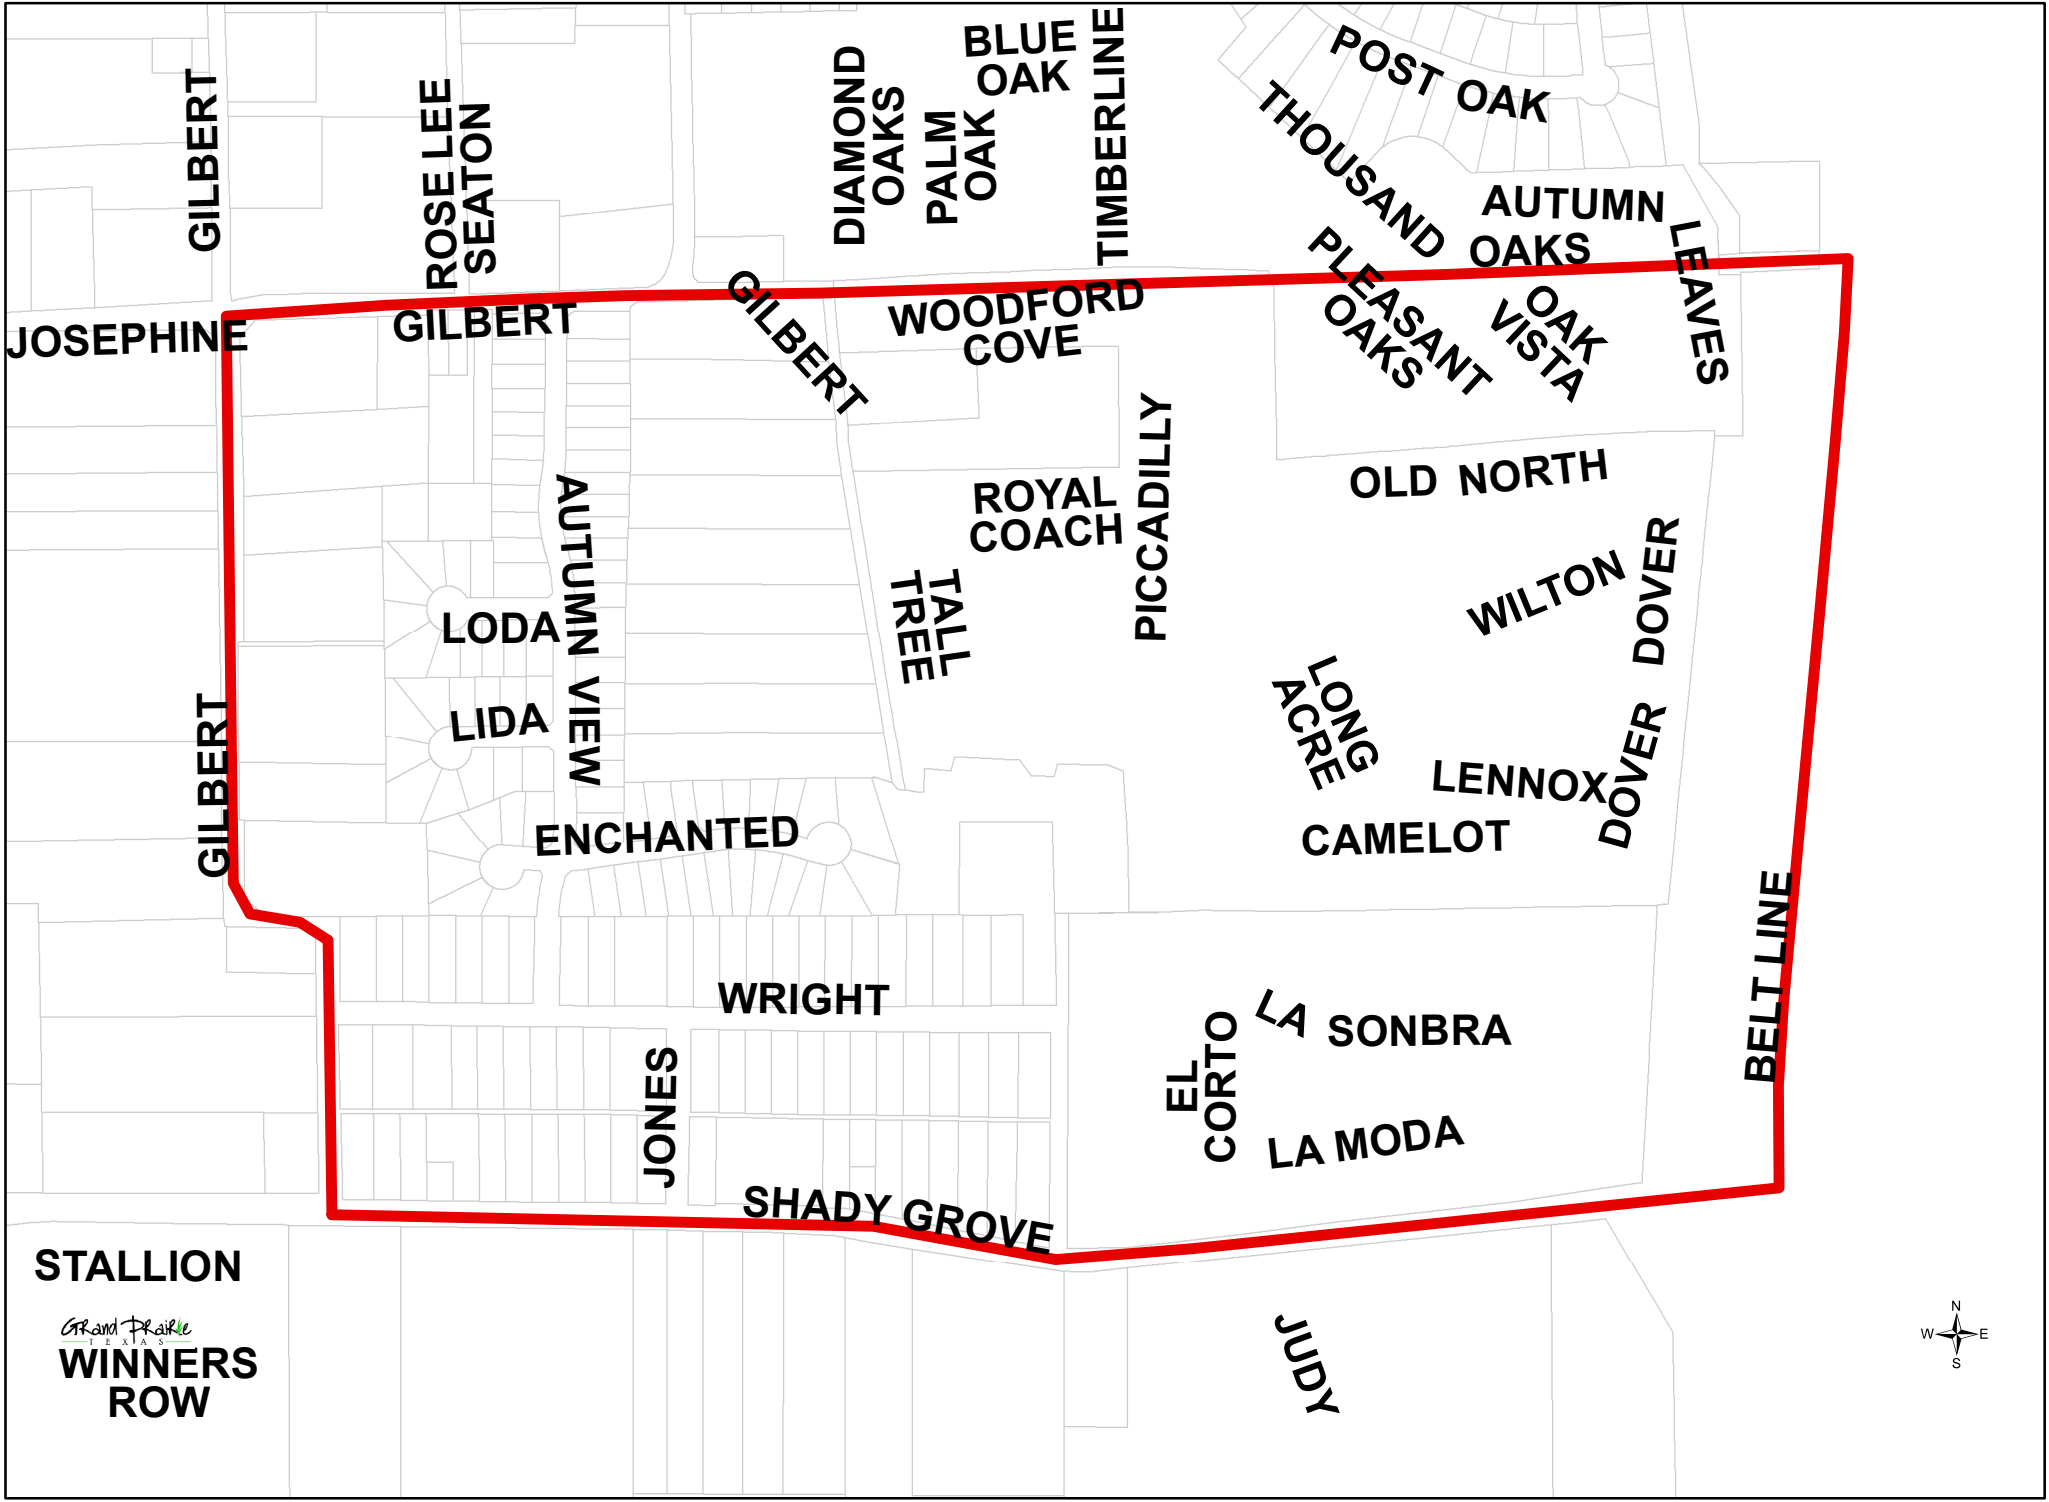 BLUE
OAK
TIMBERLINE
POST OAK
GILBERT
ROSE LEE
SEATON
DIAMOND
OAKS
PALM
OAK
THOUSAND
AUTUMN
OAKS
LEAVES
PLEASANT
OAKS
OAK
VISTA
JOSEPHINE
GILBERT
GILBERT
WOODFORD
COVE
PICCADILLY
OLD NORTH
ROYAL
COACH
AUTUMN VIEW
TALL
TREE
WILTON
DOVER
LODA
LIDA
LONG
ACRE
DOVER
GILBERT
LENNOX
ENCHANTED
CAMELOT
BELT LINE
WRIGHT
LA SONBRA
EL
CORTO
JONES
LA MODA
SHADY GROVE
STALLION
Grand Prairie
TEXAS
WINNERS
ROW
JUDY
N
W E
S